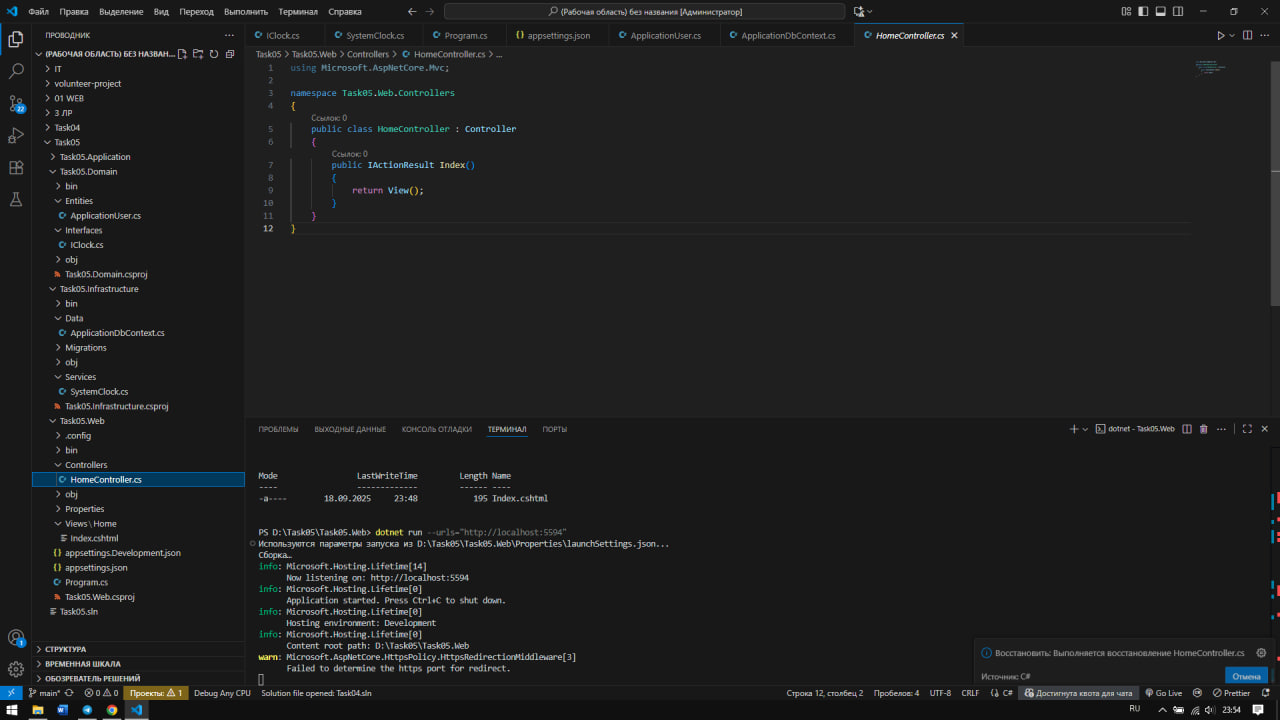 Файл Правка Выделение Вид Переход Выполнить Терминал Справка
(Рабочая область) без названия [Администратор]
ПРОВОДНИК
(РАБОЧАЯ ОБЛАСТЬ) БЕЗ НАЗВАН...
IT
volunteer-project
01 WEB
3 ЛР
Task04
Task05
Task05.Application
Task05.Domain
bin
Entities
ApplicationUser.cs
Interfaces
IClock.cs
obj
Task05.Domain.csproj
Task05.Infrastructure
bin
Data
ApplicationDbContext.cs
Migrations
obj
Services
SystemClock.cs
Task05.Infrastructure.csproj
Task05.Web
.config
bin
Controllers
HomeController.cs
obj
Properties
Views\Home
Index.cshtml
appsettings.Development.json
appsettings.json
Program.cs
Task05.Web.csproj
Task05.sln
СТРУКТУРА
ВРЕМЕННАЯ ШКАЛА
ОБОЗРЕВАТЕЛЬ РЕШЕНИЙ
22
1
IClock.cs SystemClock.cs Program.cs appsettings.json ApplicationUser.cs ApplicationDbContext.cs HomeController.cs
Task05 > Task05.Web > Controllers > HomeController.cs > ...
1 using Microsoft.AspNetCore.Mvc;
2
3 namespace Task05.Web.Controllers
4 {
Ссылок: 0
5 public class HomeController : Controller
6 {
Ссылок: 0
7 public IActionResult Index()
8 {
9 return View();
10 }
11 }
12 }
ПРОБЛЕМЫ ВЫХОДНЫЕ ДАННЫЕ КОНСОЛЬ ОТЛАДКИ ТЕРМИНАЛ ПОРТЫ
dotnet - Task05.Web
Mode LastWriteTime Length Name
---- ------------- ------ ----
-a---- 18.09.2025 23:48 195 Index.cshtml
PS D:\Task05\Task05.Web> dotnet run --urls="http://localhost:5594"
Используются параметры запуска из D:\Task05\Task05.Web\Properties\launchSettings.json...
Сборка…
info: Microsoft.Hosting.Lifetime[14]
Now listening on: http://localhost:5594
info: Microsoft.Hosting.Lifetime[0]
Application started. Press Ctrl+C to shut down.
info: Microsoft.Hosting.Lifetime[0]
Hosting environment: Development
info: Microsoft.Hosting.Lifetime[0]
Content root path: D:\Task05\Task05.Web
warn: Microsoft.AspNetCore.HttpsPolicy.HttpsRedirectionMiddleware[3]
Failed to determine the https port for redirect.
Восстановить: Выполняется восстановление HomeController.cs
Источник: C#
Отмена
main* 0 0 Проекты: 1 Debug Any CPU Solution file opened: Task04.sln
Строка 12, столбец 2 Пробелов: 4 UTF-8 CRLF C# Достигнута квота для чата Go Live Prettier
RU 23:54